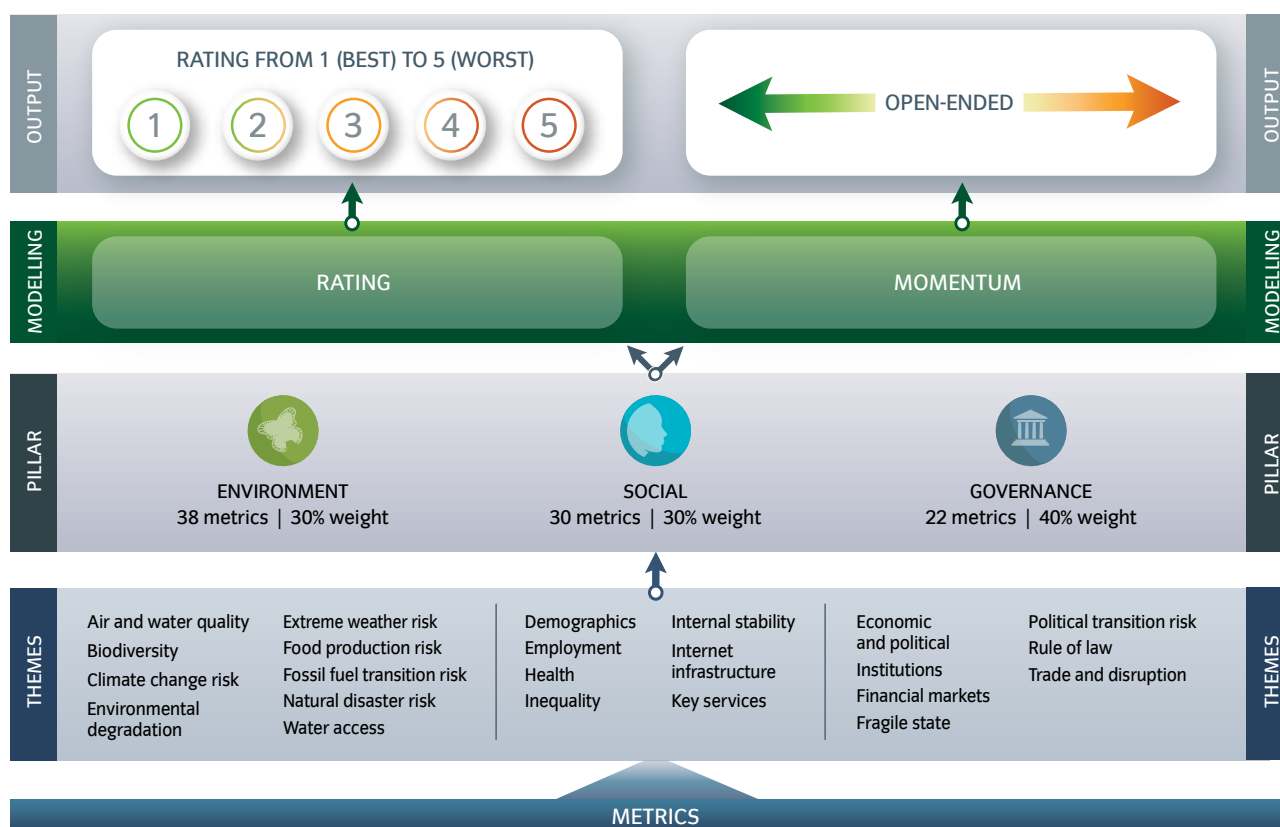 OUTPUT
RATING FROM 1 (BEST) TO 5 (WORST)
1 2 3 4 5
OPEN-ENDED
OUTPUT
MODELLING
RATING
MOMENTUM
MODELLING
PILLAR
ENVIRONMENT
38 metrics | 30% weight
SOCIAL
30 metrics | 30% weight
GOVERNANCE
22 metrics | 40% weight
PILLAR
THEMES
Air and water quality
Biodiversity
Climate change risk
Environmental
degradation
Extreme weather risk
Food production risk
Fossil fuel transition risk
Natural disaster risk
Water access
Demographics
Employment
Health
Inequality
Internal stability
Internet
infrastructure
Key services
Economic
and political
Institutions
Financial markets
Fragile state
Political transition risk
Rule of law
Trade and disruption
THEMES
METRICS